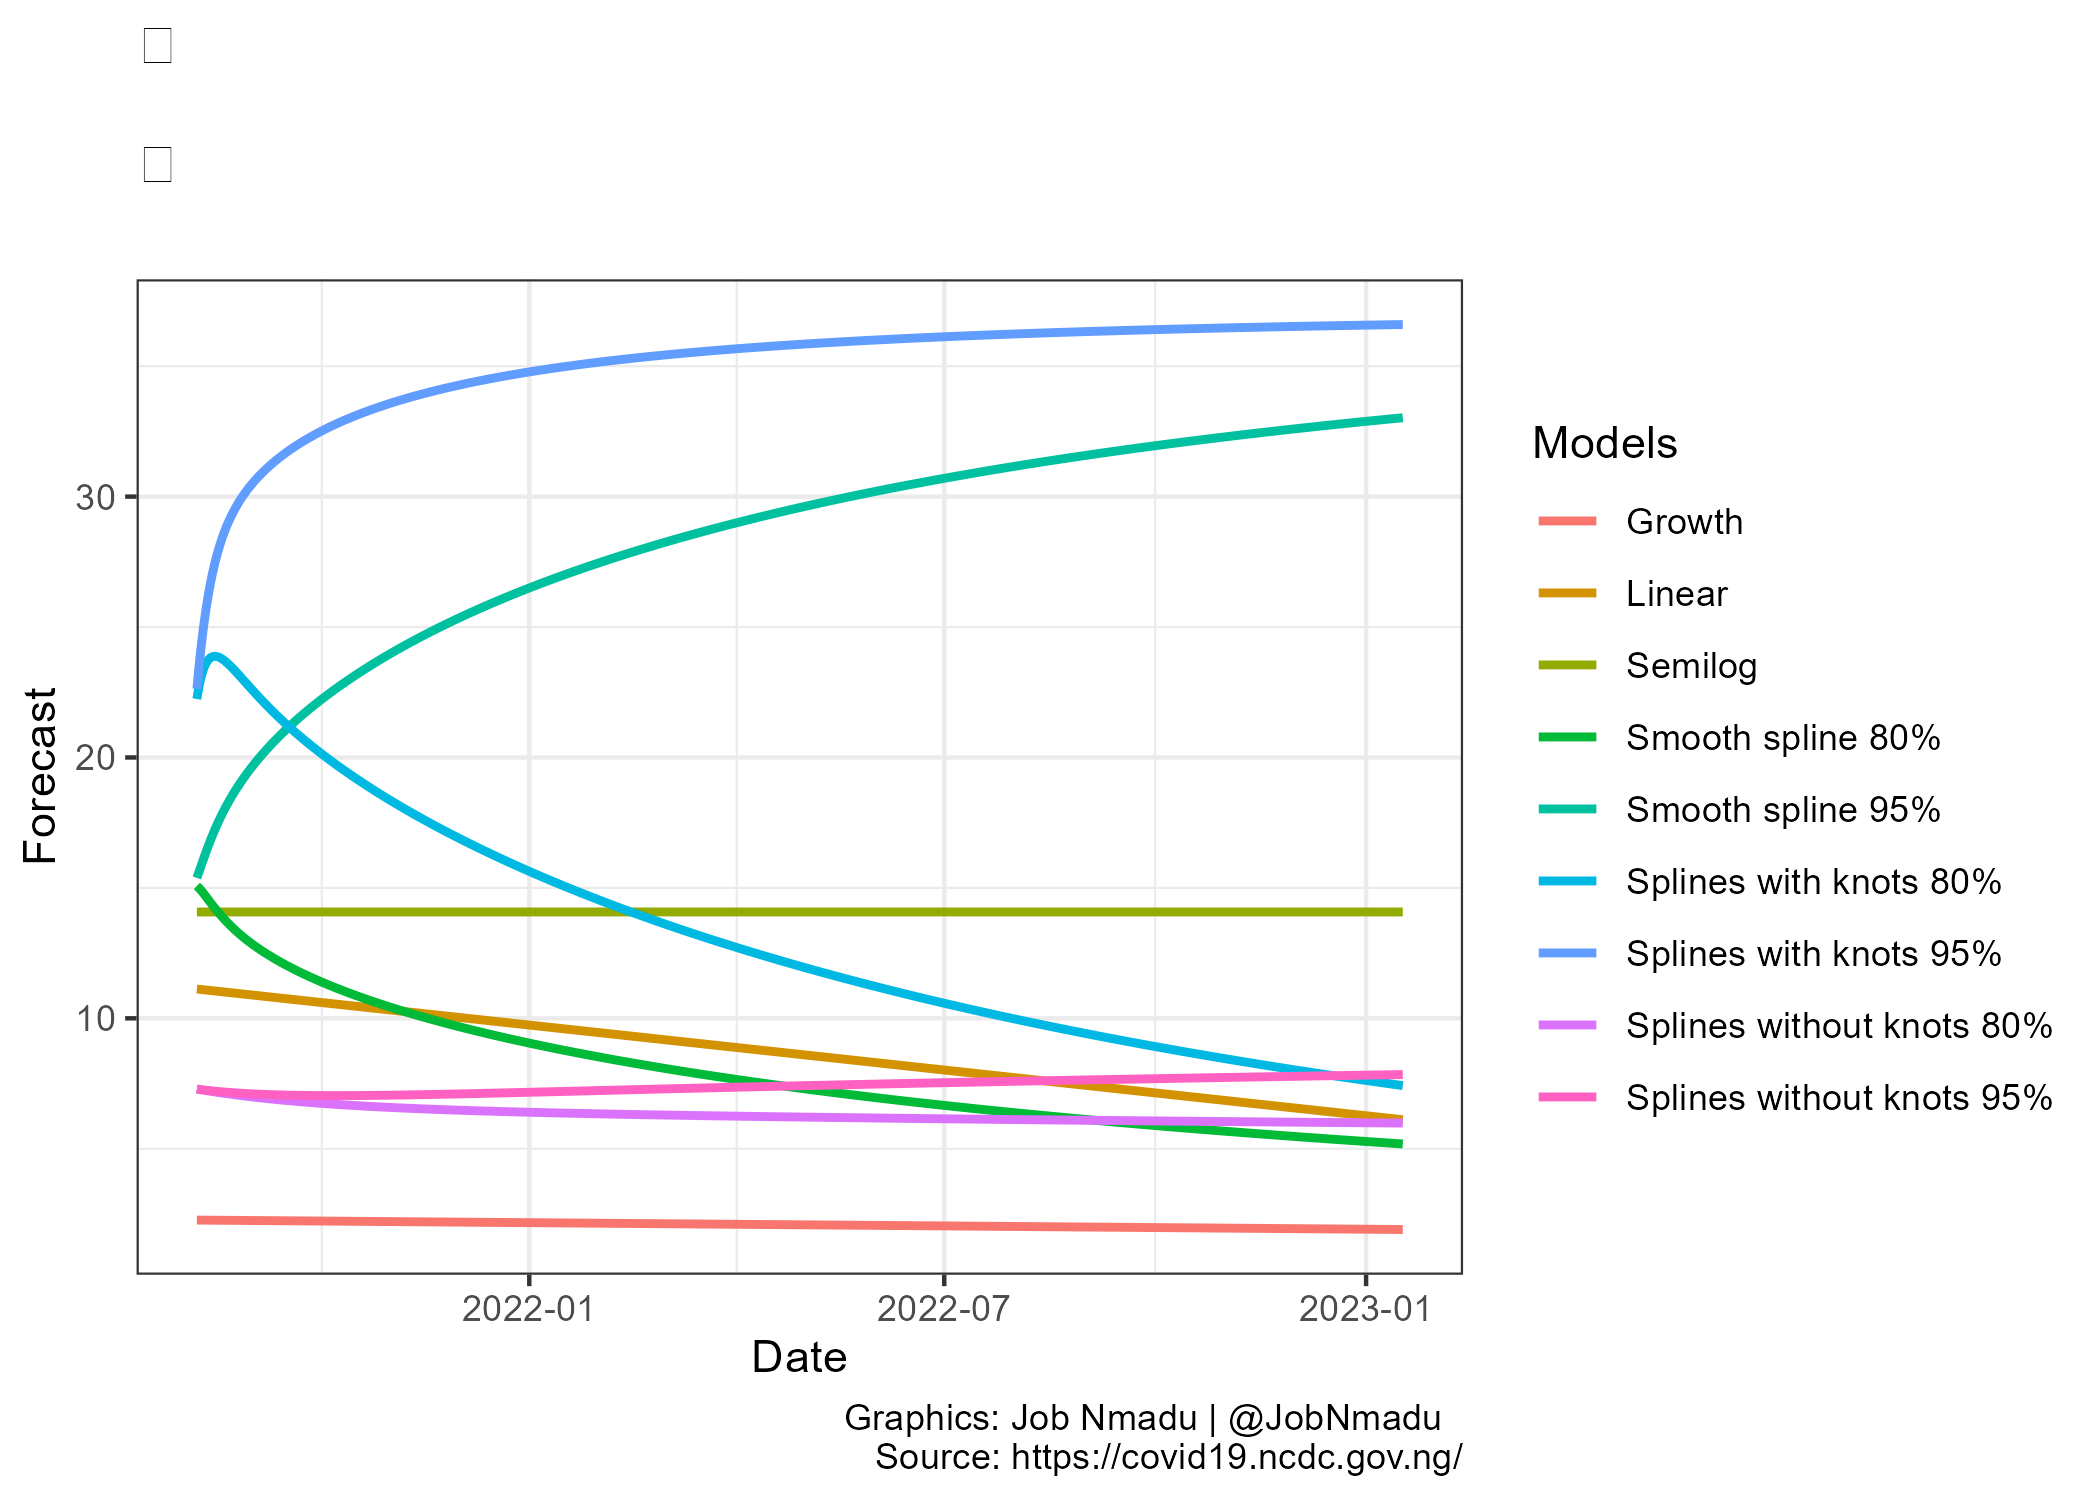 Forecast
30
20
10
2022-01
2022-07
2023-01
Date
Models
Growth
Linear
Semilog
Smooth spline 80%
Smooth spline 95%
Splines with knots 80%
Splines with knots 95%
Splines without knots 80%
Splines without knots 95%
Graphics: Job Nmadu | @JobNmadu
Source: https://covid19.ncdc.gov.ng/